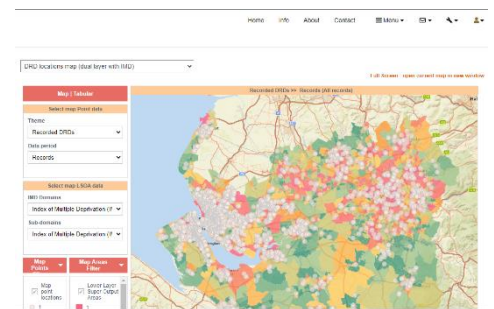 Home Info About Contact Menu
DRD locations map (dual layer with IMD)
Full Screen - open current map in new window
Map | Tabular
Recorded DRDs >> Records (All records)
Select map Point data
Theme
Recorded DRDs
Data period
Records
Select map LSOA data
IMD Domains
Index of Multiple Deprivation (
Sub-domains
Index of Multiple Deprivation (
Map Points
Map Areas Filter
Map point locations
Lower Layer Super Output Areas
1
1